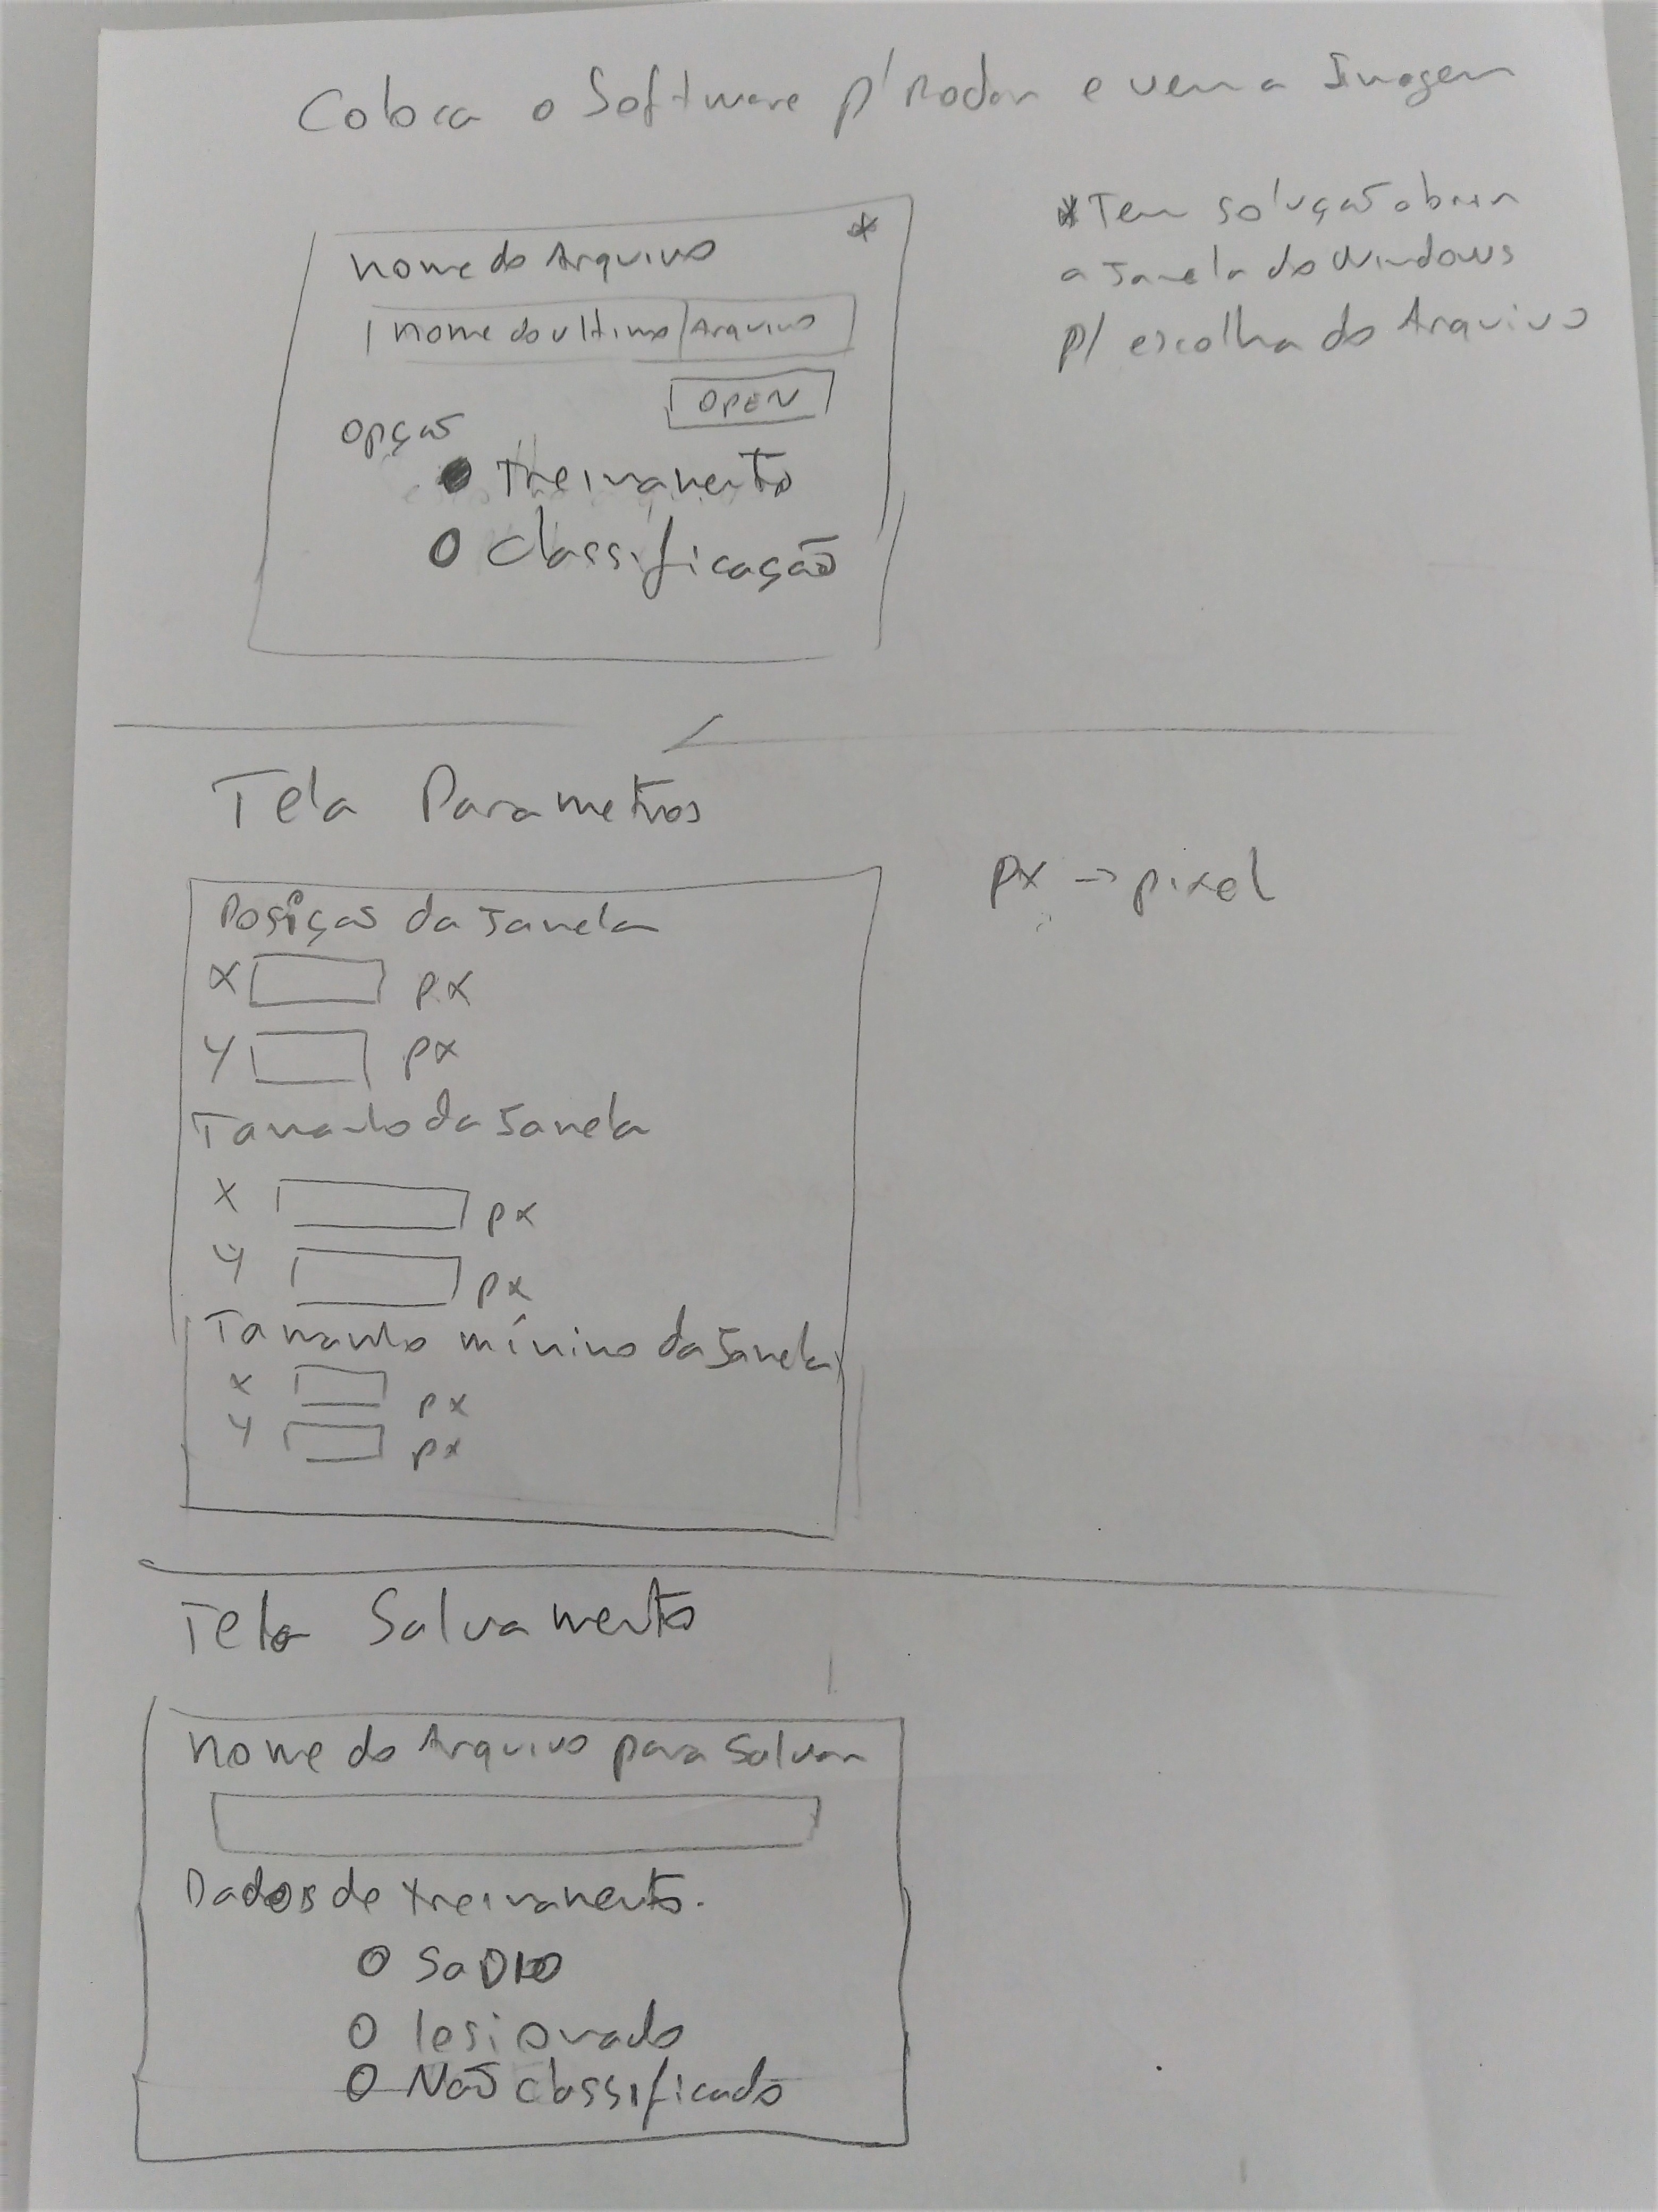 Coloca o Software p/ Rodar e vem a Imagem
nome do Arquivo *
nome do ultimo Arquivo
OPEN
opção
Treinamento
Classificação
* Tem solução abrir
a Janela do Windows
p/ escolha do Arquivo
Tela Parametros
px -> pixel
Posição da Janela
X px
Y px
Tamanho da Janela
X px
Y px
Tamanho mínimo da Janela
X px
Y px
Tela Salvamento
nome do Arquivo para Salvar
Dados de treinamento.
SaDIO
lesionado
Não classificado